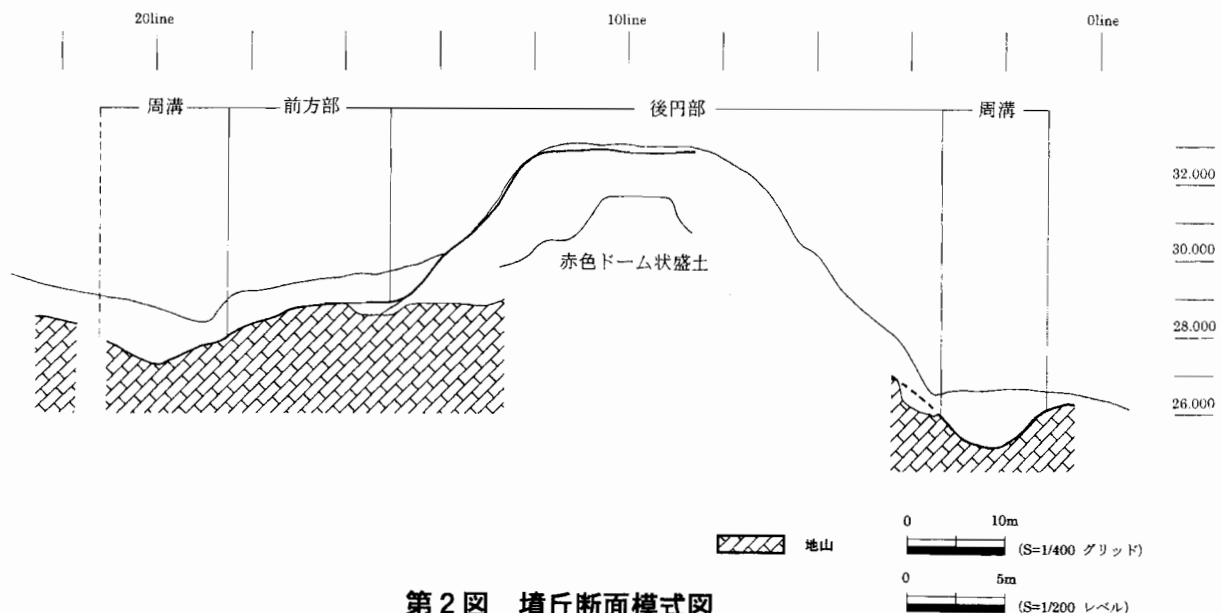 20line 10line 0line
周溝 前方部 後円部 周溝
32.000
30.000
赤色ドーム状盛土
28.000
26.000
地山
0 10m
(S=1/400 グリッド)
0 5m
(S=1/200 レベル)
第2図 墳丘断面模式図